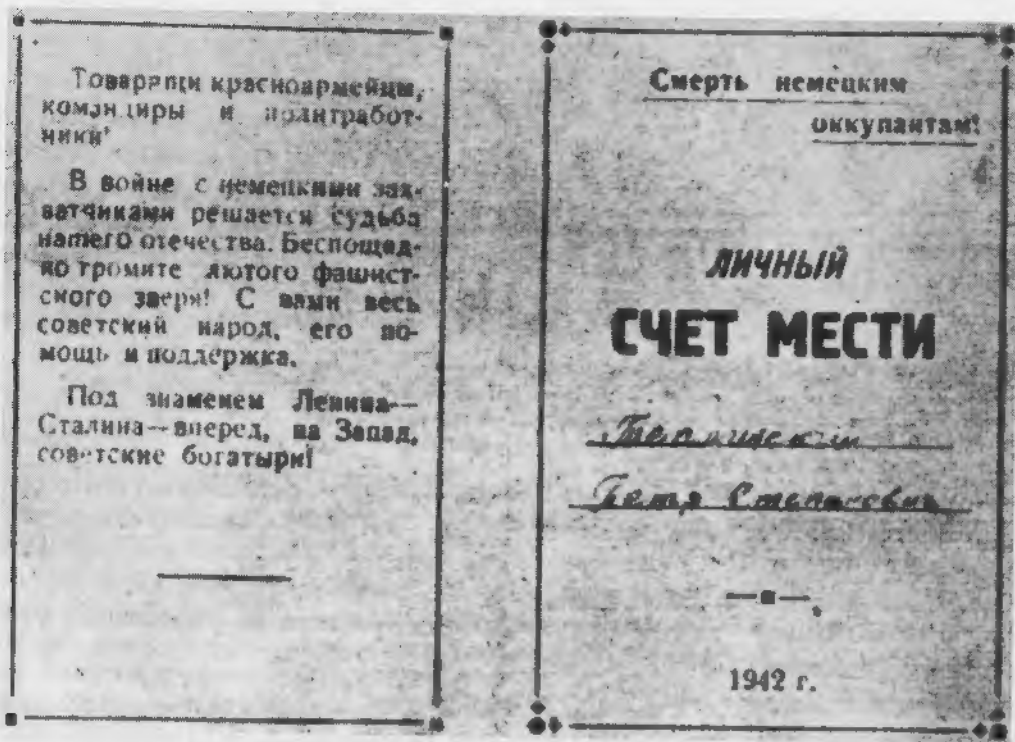 Товарищи красноармейцы,
командиры и политработ-
ники!
В войне с немецкими зах-
ватчиками решается судьба
нашего отечества. Беспощад-
но громите лютого фашист-
ского зверя! С вами весь
советский народ, его по-
мощь и поддержка.
Под знаменем Ленина—
Сталина—вперед, на Запад,
советские богатыри!
Смерть немецким
оккупантам!
ЛИЧНЫЙ
СЧЕТ МЕСТИ
Петя Степанович
1942 г.